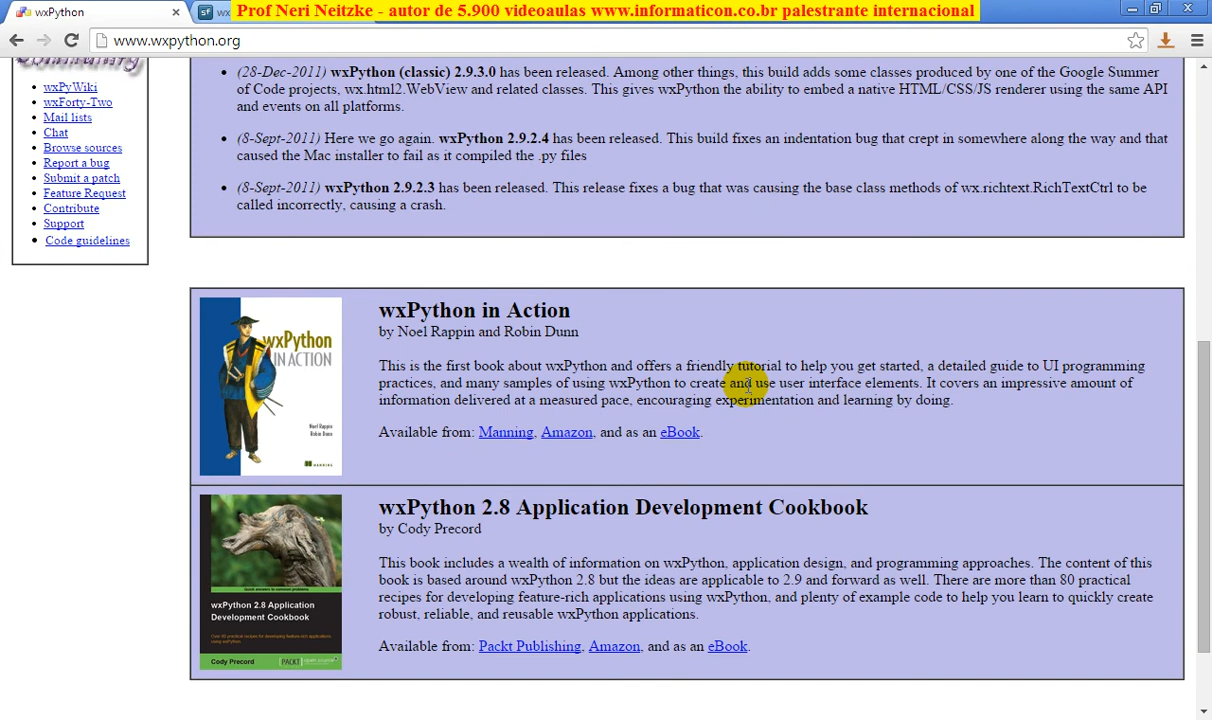 wxPython
wx
Prof Neri Neitzke - autor de 5.900 videoaulas www.informaticon.co.br palestrante internacional
www.wxpython.org
Community
wxPyWiki
wxForty-Two
Mail lists
Chat
Browse sources
Report a bug
Submit a patch
Feature Request
Contribute
Support
Code guidelines
(28-Dec-2011) wxPython (classic) 2.9.3.0 has been released. Among other things, this build adds some classes produced by one of the Google Summer
of Code projects, wx.html2.WebView and related classes. This gives wxPython the ability to embed a native HTML/CSS/JS renderer using the same API
and events on all platforms.
(8-Sept-2011) Here we go again. wxPython 2.9.2.4 has been released. This build fixes an indentation bug that crept in somewhere along the way and that
caused the Mac installer to fail as it compiled the .py files
(8-Sept-2011) wxPython 2.9.2.3 has been released. This release fixes a bug that was causing the base class methods of wx.richtext.RichTextCtrl to be
called incorrectly, causing a crash.
wxPython
IN ACTION
Noel Rappin
Robin Dunn
MANNING
wxPython in Action
by Noel Rappin and Robin Dunn
This is the first book about wxPython and offers a friendly tutorial to help you get started, a detailed guide to UI programming
practices, and many samples of using wxPython to create and use user interface elements. It covers an impressive amount of
information delivered at a measured pace, encouraging experimentation and learning by doing.
Available from: Manning, Amazon, and as an eBook.
Quick answers to common problems
wxPython 2.8 Application
Development Cookbook
Over 80 practical recipes for developing feature-rich applications
using wxPython
Cody Precord
PACKT
wxPython 2.8 Application Development Cookbook
by Cody Precord
This book includes a wealth of information on wxPython, application design, and programming approaches. The content of this
book is based around wxPython 2.8 but the ideas are applicable to 2.9 and forward as well. There are more than 80 practical
recipes for developing feature-rich applications using wxPython, and plenty of example code to help you learn to quickly create
robust, reliable, and reusable wxPython applications.
Available from: Packt Publishing, Amazon, and as an eBook.